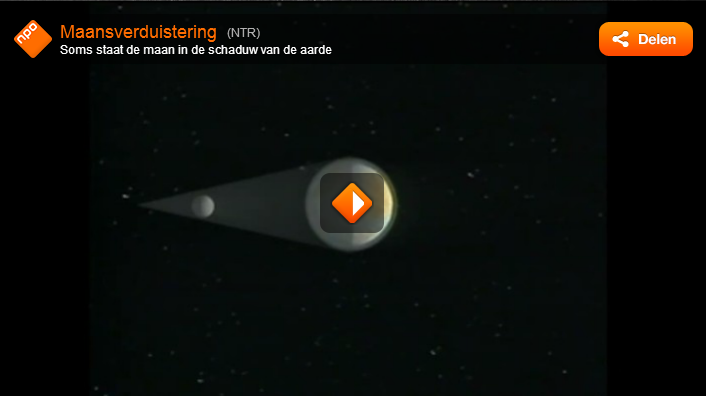 npo
Maansverduistering (NTR)
Soms staat de maan in de schaduw van de aarde
Delen